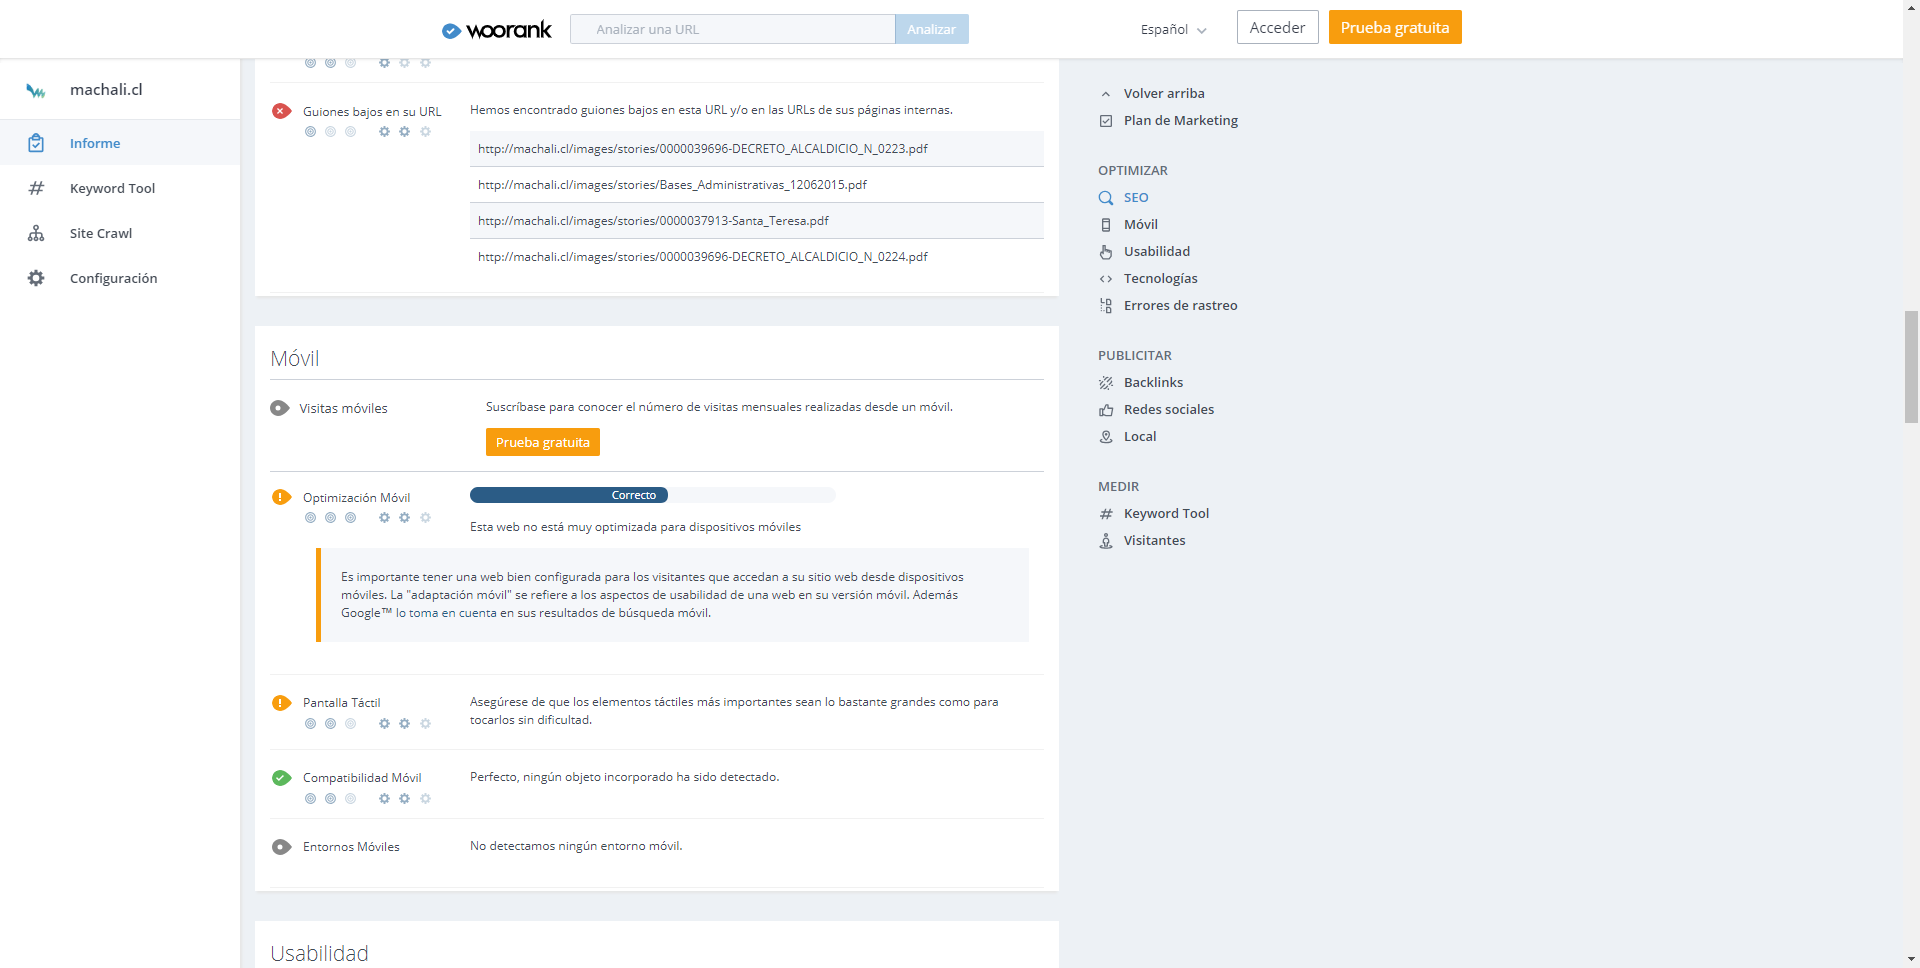 woorank
Analizar una URL
Analizar
Español
Acceder
Prueba gratuita
machali.cl
Informe
Keyword Tool
Site Crawl
Configuración
Guiones bajos en su URL
Hemos encontrado guiones bajos en esta URL y/o en las URLs de sus páginas internas.
http://machali.cl/images/stories/0000039696-DECRETO_ALCALDICIO_N_0223.pdf
http://machali.cl/images/stories/Bases_Administrativas_12062015.pdf
http://machali.cl/images/stories/0000037913-Santa_Teresa.pdf
http://machali.cl/images/stories/0000039696-DECRETO_ALCALDICIO_N_0224.pdf
Móvil
Visitas móviles
Suscríbase para conocer el número de visitas mensuales realizadas desde un móvil.
Prueba gratuita
Optimización Móvil
Correcto
Esta web no está muy optimizada para dispositivos móviles
Es importante tener una web bien configurada para los visitantes que accedan a su sitio web desde dispositivos
móviles. La "adaptación móvil" se refiere a los aspectos de usabilidad de una web en su versión móvil. Además
Google™ lo toma en cuenta en sus resultados de búsqueda móvil.
Pantalla Táctil
Asegúrese de que los elementos táctiles más importantes sean lo bastante grandes como para
tocarlos sin dificultad.
Compatibilidad Móvil
Perfecto, ningún objeto incorporado ha sido detectado.
Entornos Móviles
No detectamos ningún entorno móvil.
Usabilidad
Volver arriba
Plan de Marketing
OPTIMIZAR
SEO
Móvil
Usabilidad
Tecnologías
Errores de rastreo
PUBLICITAR
Backlinks
Redes sociales
Local
MEDIR
Keyword Tool
Visitantes